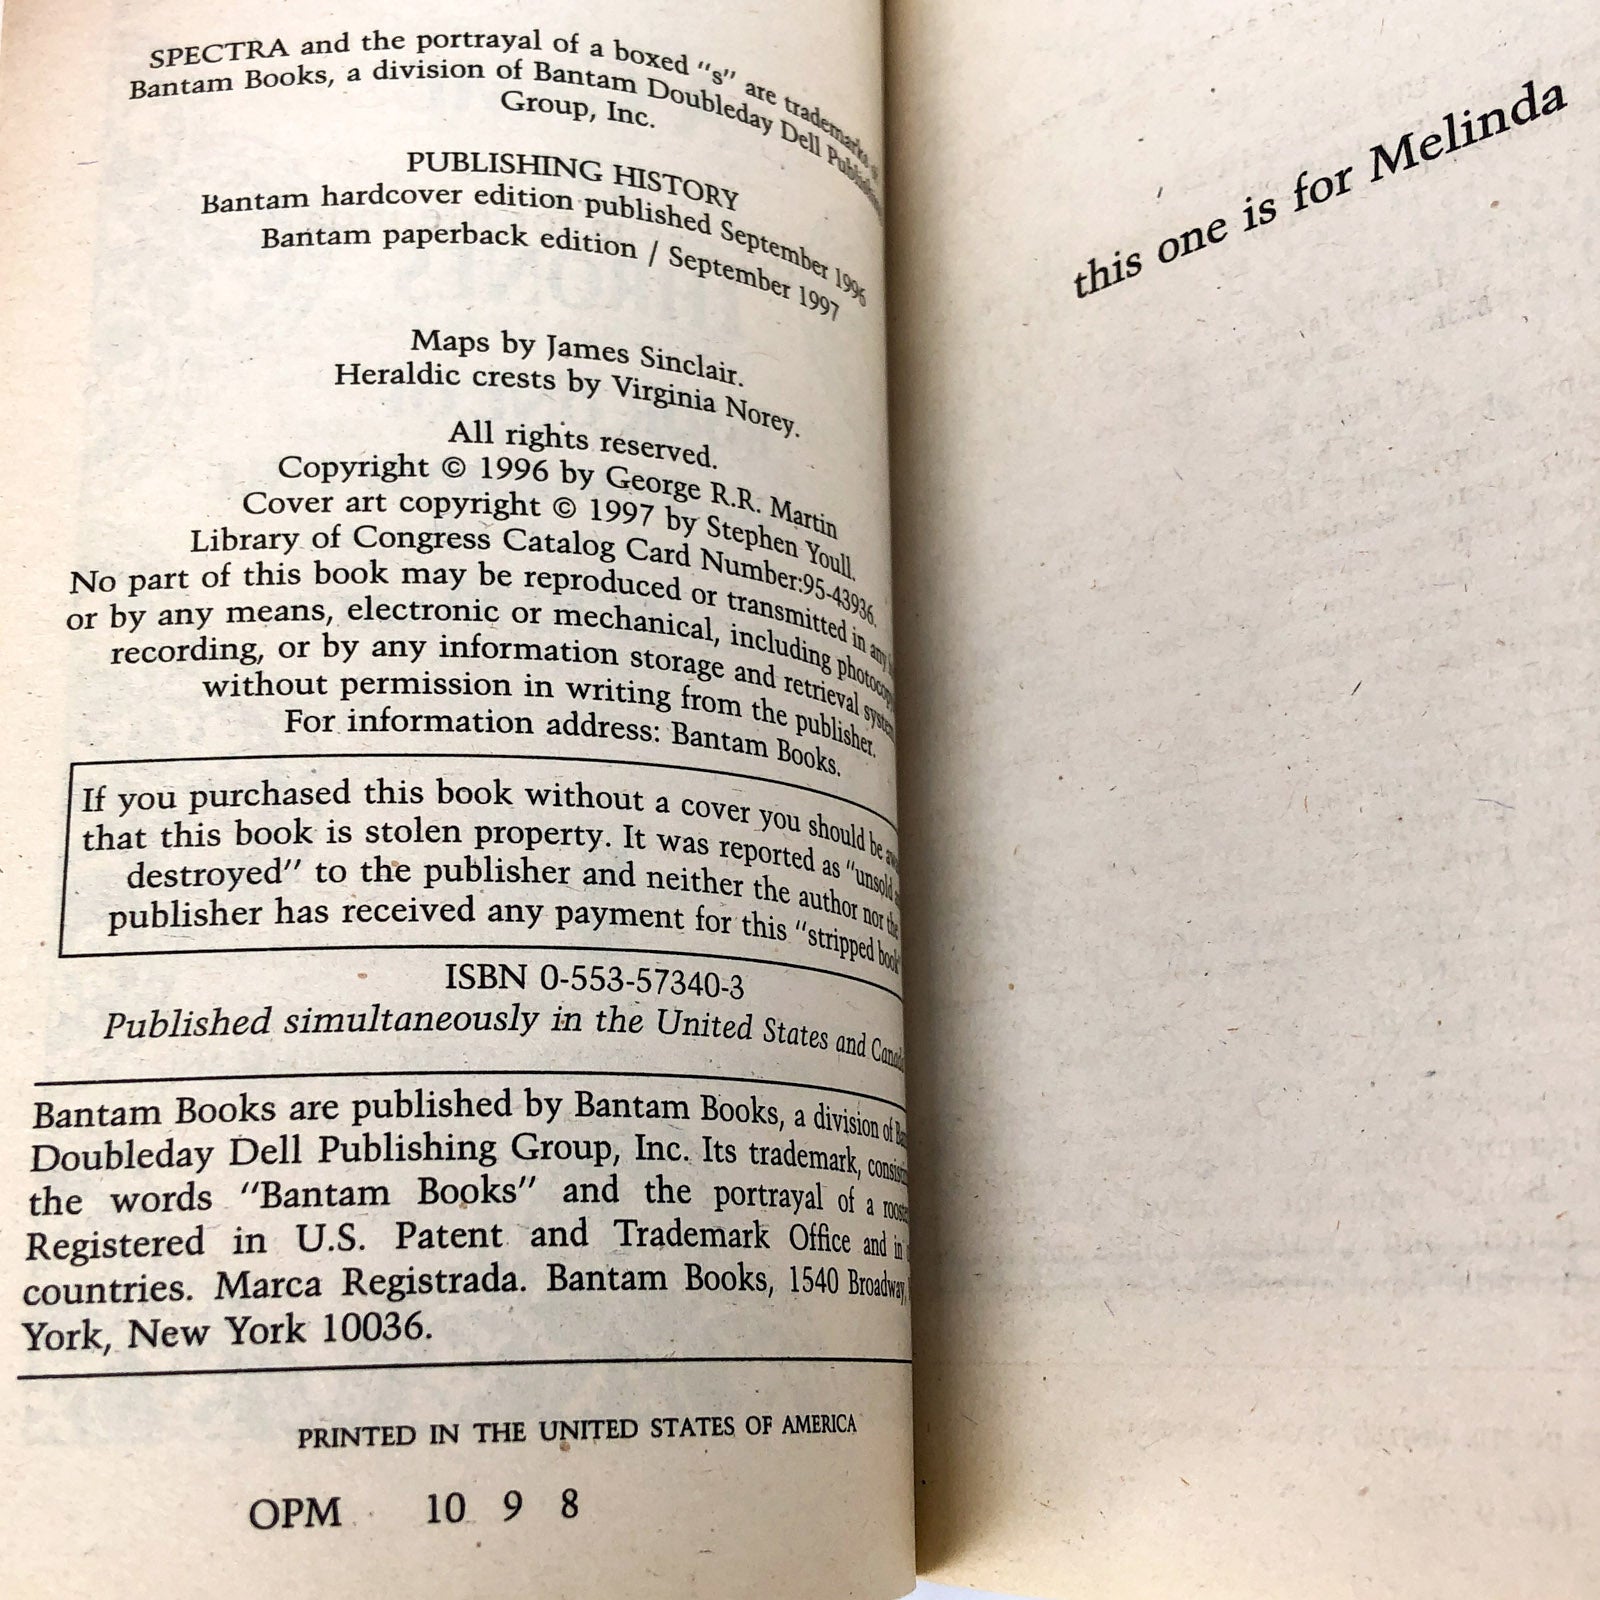 SPECTRA and the portrayal of a boxed "s" are trademarks of
Bantam Books, a division of Bantam Doubleday Dell Publishing
Group, Inc.
PUBLISHING HISTORY
Bantam hardcover edition published September 1996
Bantam paperback edition / September 1997
Maps by James Sinclair.
Heraldic crests by Virginia Norey.
All rights reserved.
Copyright © 1996 by George R.R. Martin
Cover art copyright © 1997 by Stephen Youll.
Library of Congress Catalog Card Number:95-43936.
No part of this book may be reproduced or transmitted in any
or by any means, electronic or mechanical, including
recording, or by any information storage and retrieval
without permission in writing from the publisher.
For information address: Bantam Books.
If you purchased this book without a cover you should be
that this book is stolen property. It was reported as "unsold
destroyed" to the publisher and neither the author nor the
publisher has received any payment for this "stripped book
ISBN 0-553-57340-3
Published simultaneously in the United States and
Bantam Books are published by Bantam Books, a division of
Doubleday Dell Publishing Group, Inc. Its trademark,
the words "Bantam Books" and the portrayal of a
Registered in U.S. Patent and Trademark Office and in
countries. Marca Registrada. Bantam Books, 1540 Broadway,
York, New York 10036.
PRINTED IN THE UNITED STATES OF AMERICA
OPM 10 9 8
this one is for Melinda